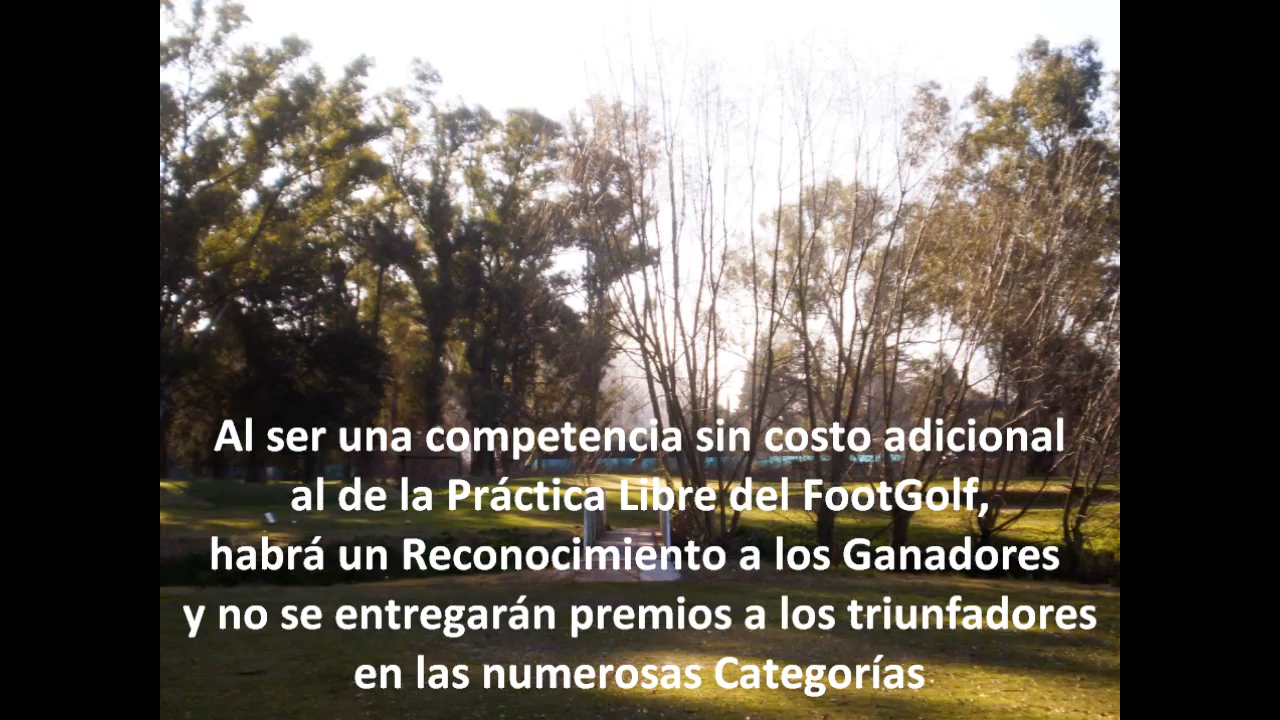 Al ser una competencia sin costo adicional
al de la Práctica Libre del FootGolf,
habrá un Reconocimiento a los Ganadores
y no se entregarán premios a los triunfadores
en las numerosas Categorías